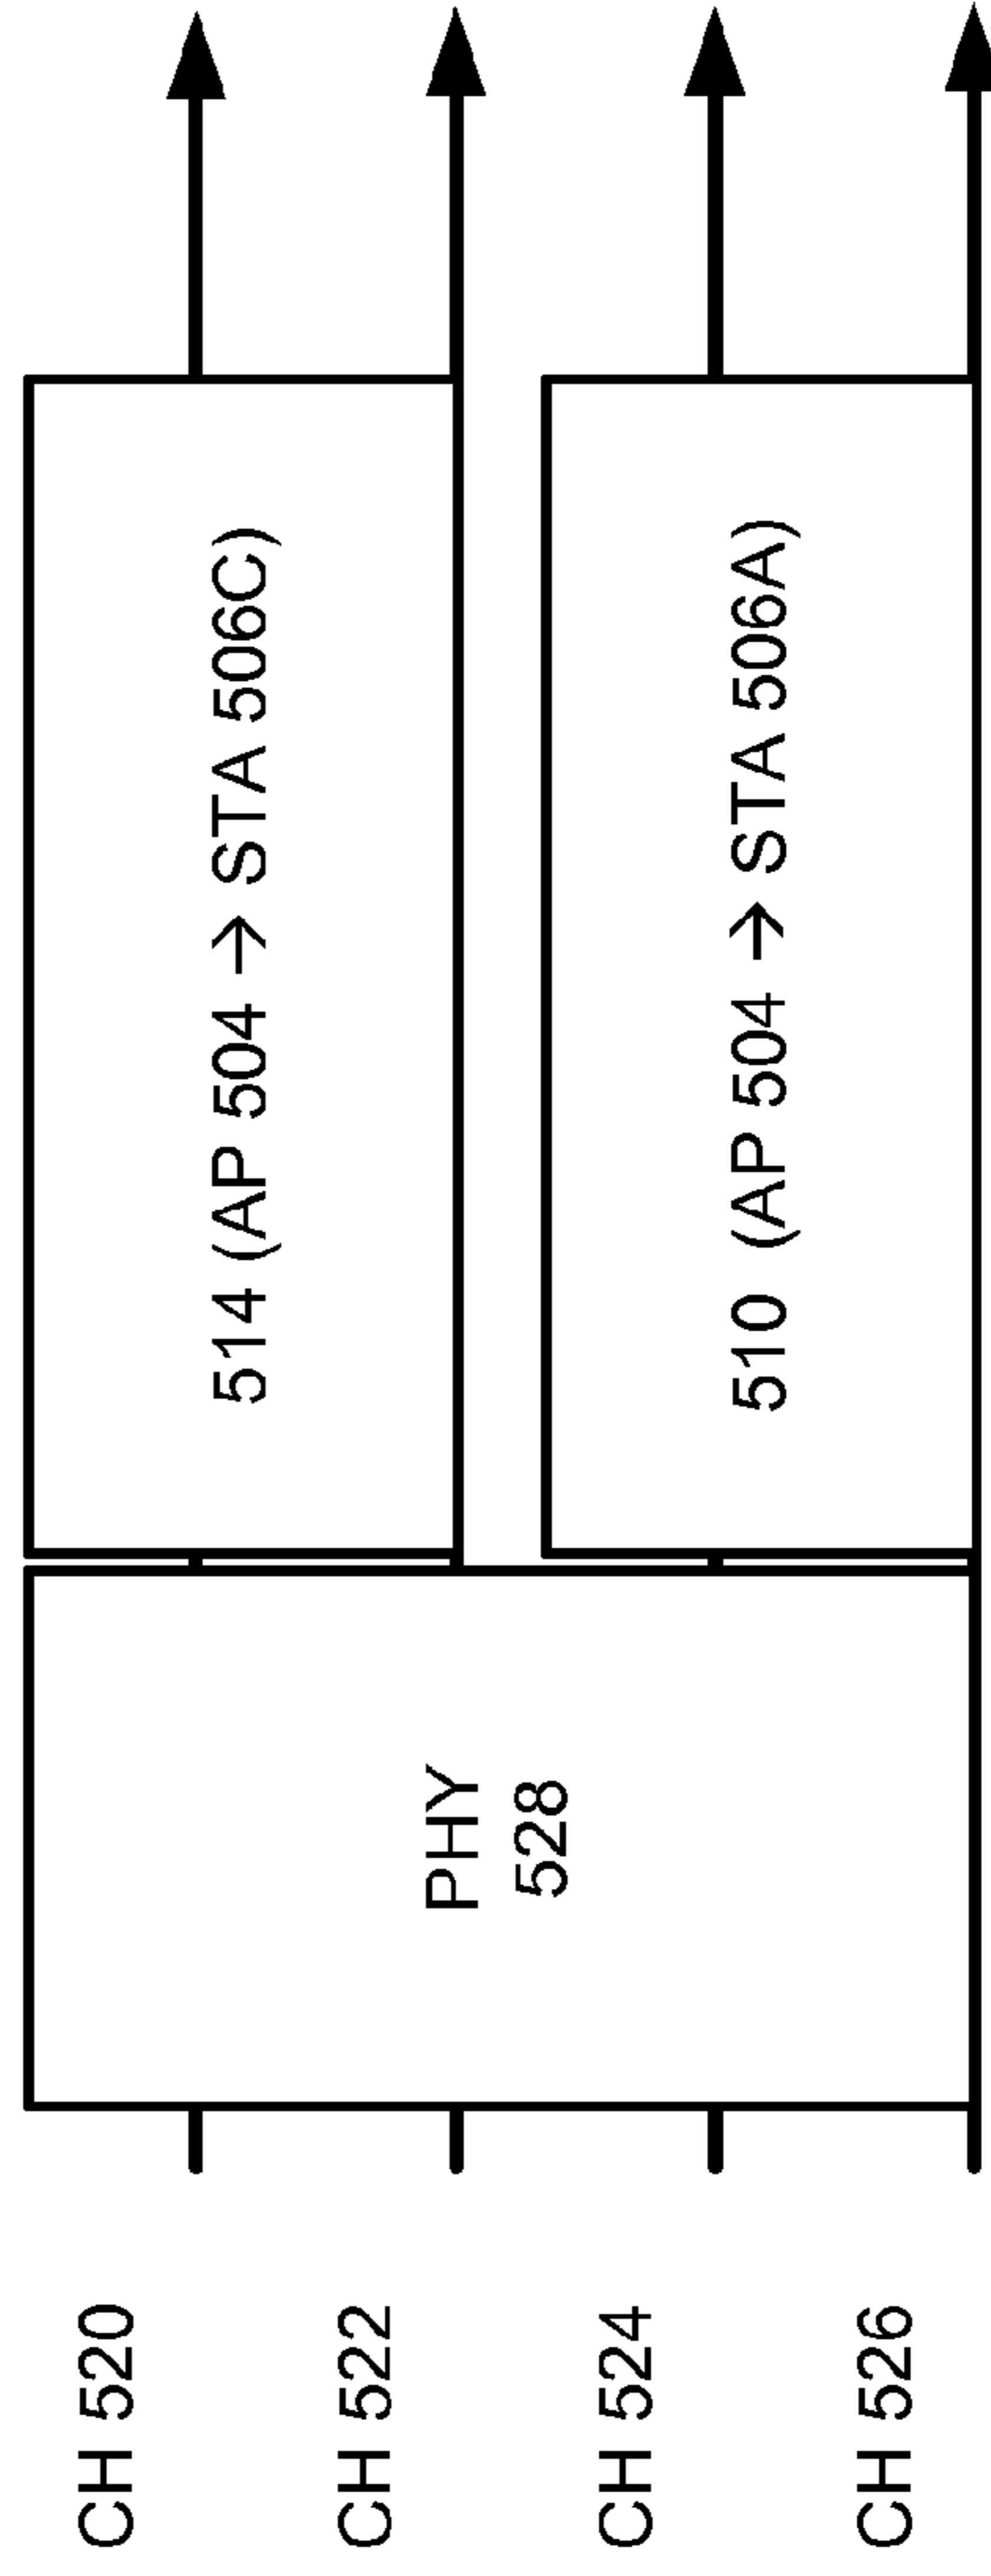 CH 520
CH 522
CH 524
CH 526
PHY
528
514 (AP 504 → STA 506C)
510 (AP 504 → STA 506A)